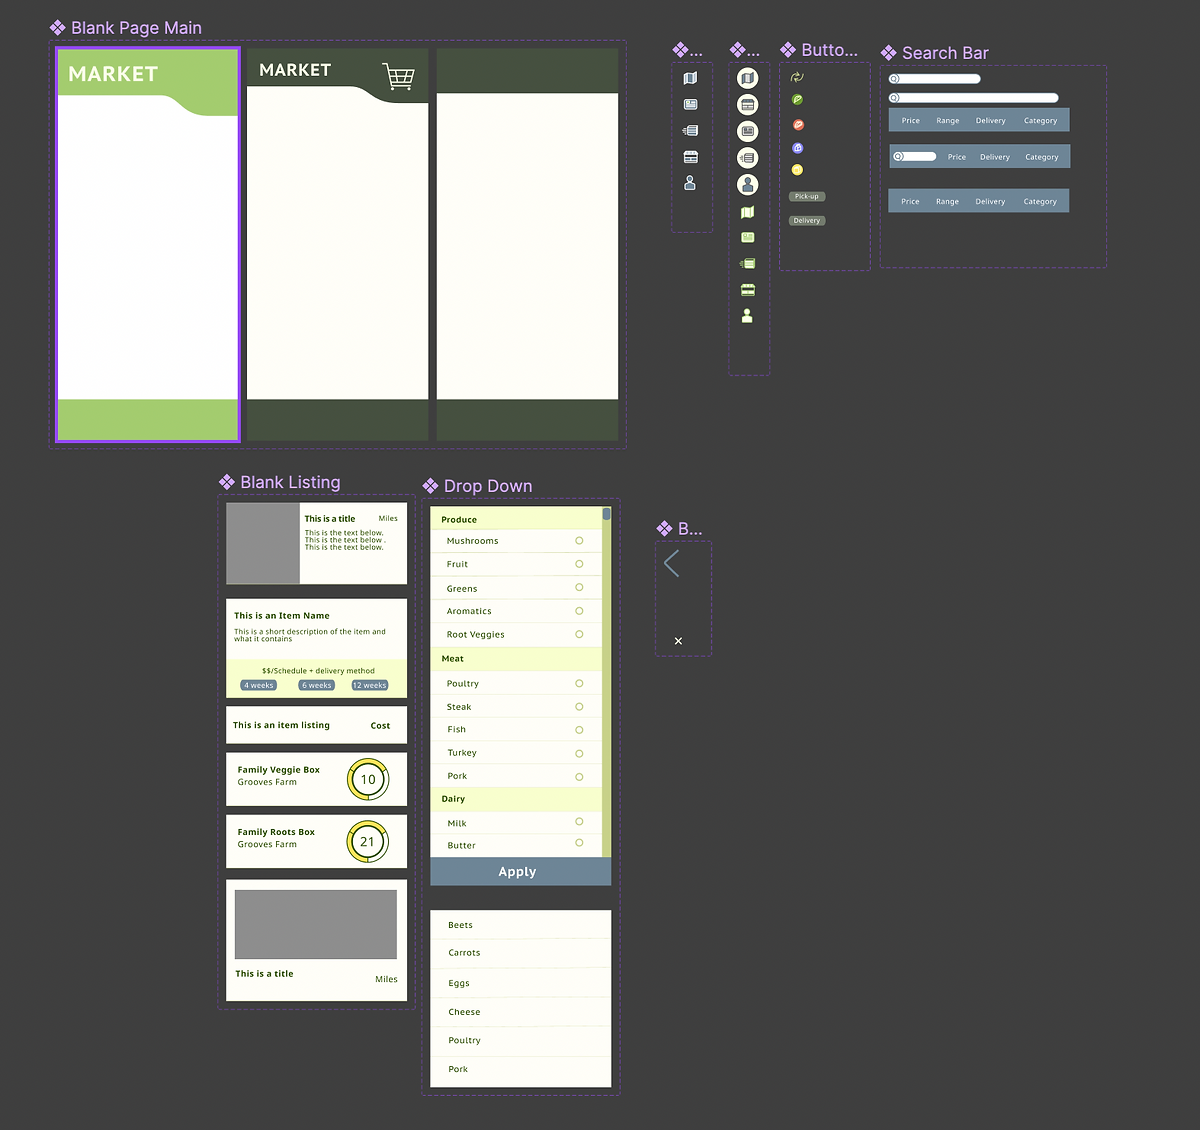 Blank Page Main
MARKET
MARKET
...
...
Butto...
Pick-up
Delivery
Search Bar
Price Range Delivery Category
Price Delivery Category
Price Range Delivery Category
Blank Listing
This is a title Miles
This is the text below.
This is the text below .
This is the text below.
This is an Item Name
This is a short description of the item and
what it contains
$$/Schedule + delivery method
4 weeks 6 weeks 12 weeks
This is an item listing Cost
Family Veggie Box
Grooves Farm
10
Family Roots Box
Grooves Farm
21
This is a title
Miles
Drop Down
Produce
Mushrooms
Fruit
Greens
Aromatics
Root Veggies
Meat
Poultry
Steak
Fish
Turkey
Pork
Dairy
Milk
Butter
Apply
Beets
Carrots
Eggs
Cheese
Poultry
Pork
B...